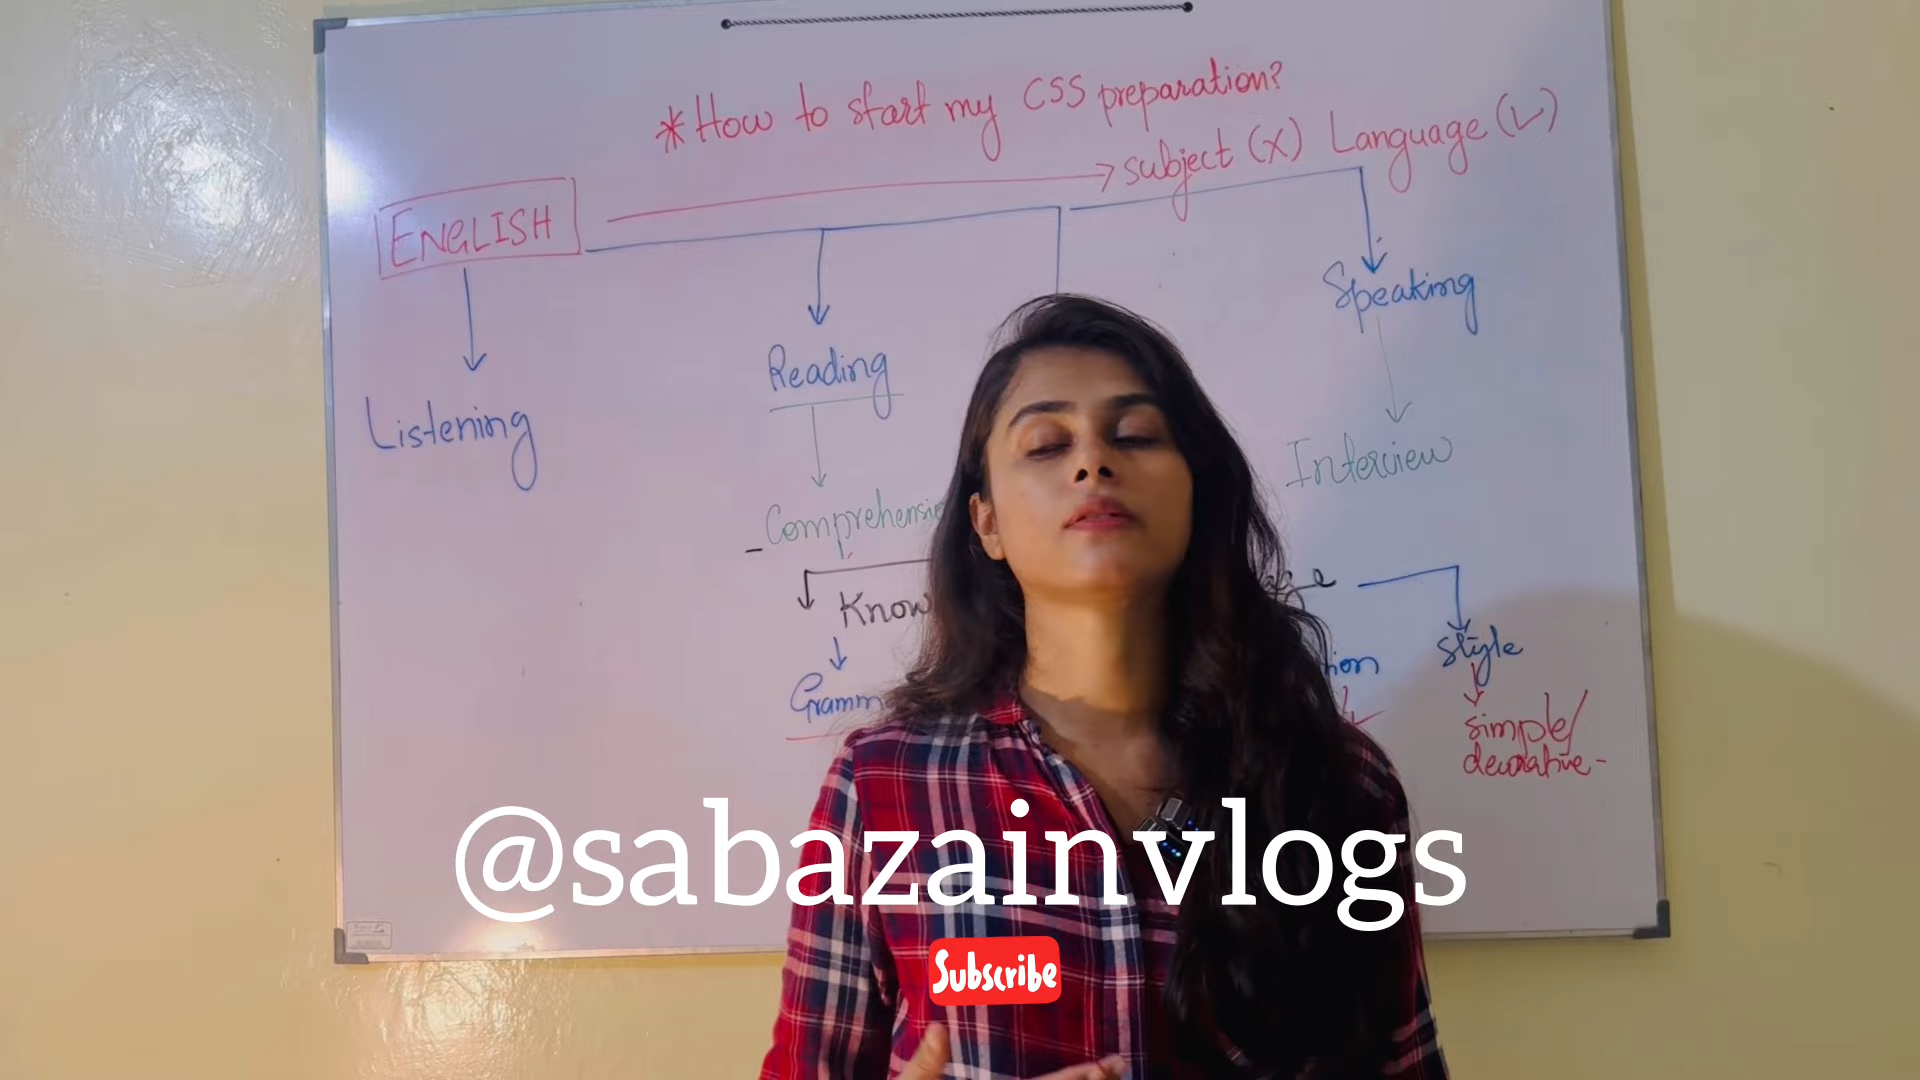 *How to start my CSS preparation?
ENGLISH
subject (X) Language (✓)
Speaking
Reading
Listening
Interview
Comprehensi
Know
style
Gramm
simple/
decorative-
@sabazainvlogs
Subscribe